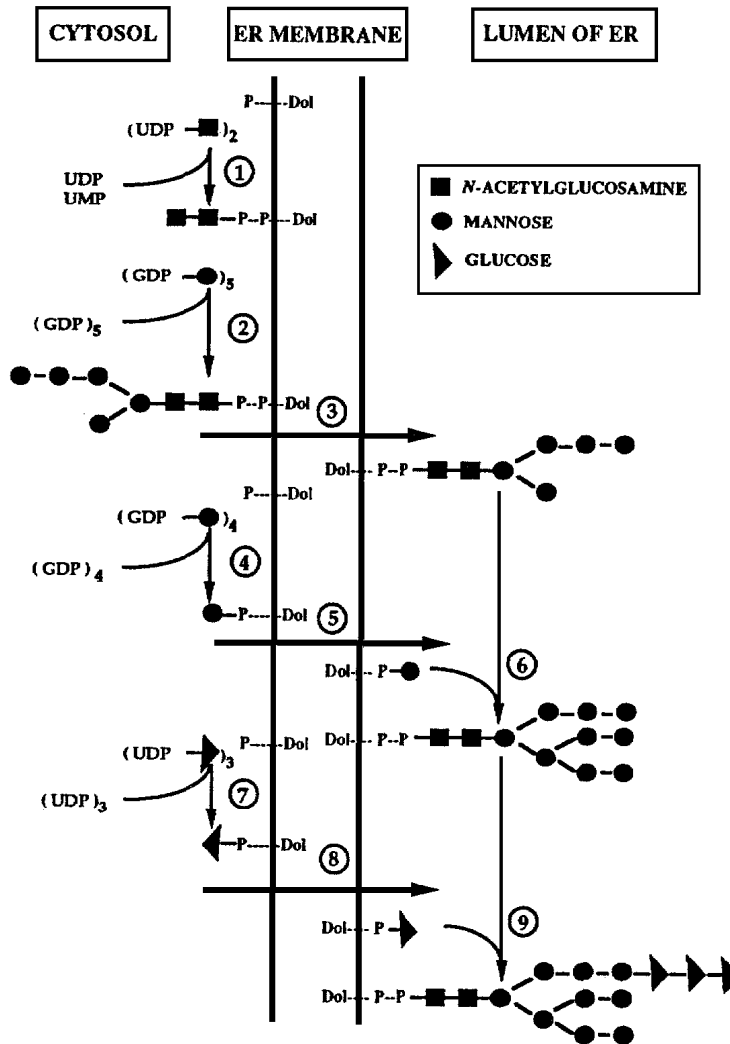 CYTOSOL
ER MEMBRANE
LUMEN OF ER
P-----Dol
(UDP )2
1
UDP
UMP
P--P----Dol
N-ACETYLGLUCOSAMINE
MANNOSE
GLUCOSE
(GDP )5
(GDP)5
2
P--P----Dol
3
Dol----P--P
P-----Dol
(GDP )4
(GDP)4
4
P-----Dol
5
Dol---- P
6
(UDP )3
P-----Dol
Dol---- P--P
(UDP)3
7
P-----Dol
8
Dol---- P
9
Dol---- P--P